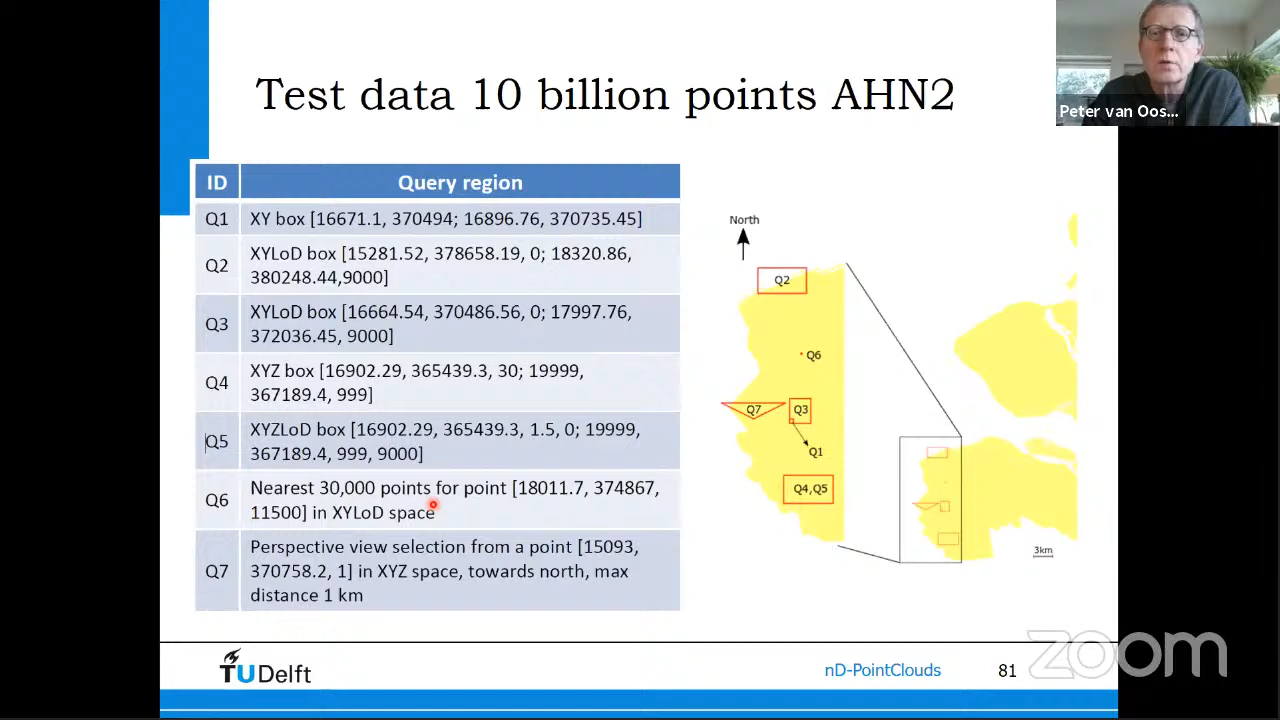 Test data 10 billion points AHN2
Peter van Oos...
ID Query region
Q1 XY box [16671.1, 370494; 16896.76, 370735.45]
Q2 XYLoD box [15281.52, 378658.19, 0; 18320.86,
380248.44,9000]
Q3 XYLoD box [16664.54, 370486.56, 0; 17997.76,
372036.45, 9000]
Q4 XYZ box [16902.29, 365439.3, 30; 19999,
367189.4, 999]
Q5 XYZLoD box [16902.29, 365439.3, 1.5, 0; 19999,
367189.4, 999, 9000]
Q6 Nearest 30,000 points for point [18011.7, 374867,
11500] in XYLoD space
Q7 Perspective view selection from a point [15093,
370758.2, 1] in XYZ space, towards north, max
distance 1 km
North
Q2
Q6
Q7
Q3
Q1
Q4,Q5
3km
TUDelft
nD-PointClouds
81
zoom